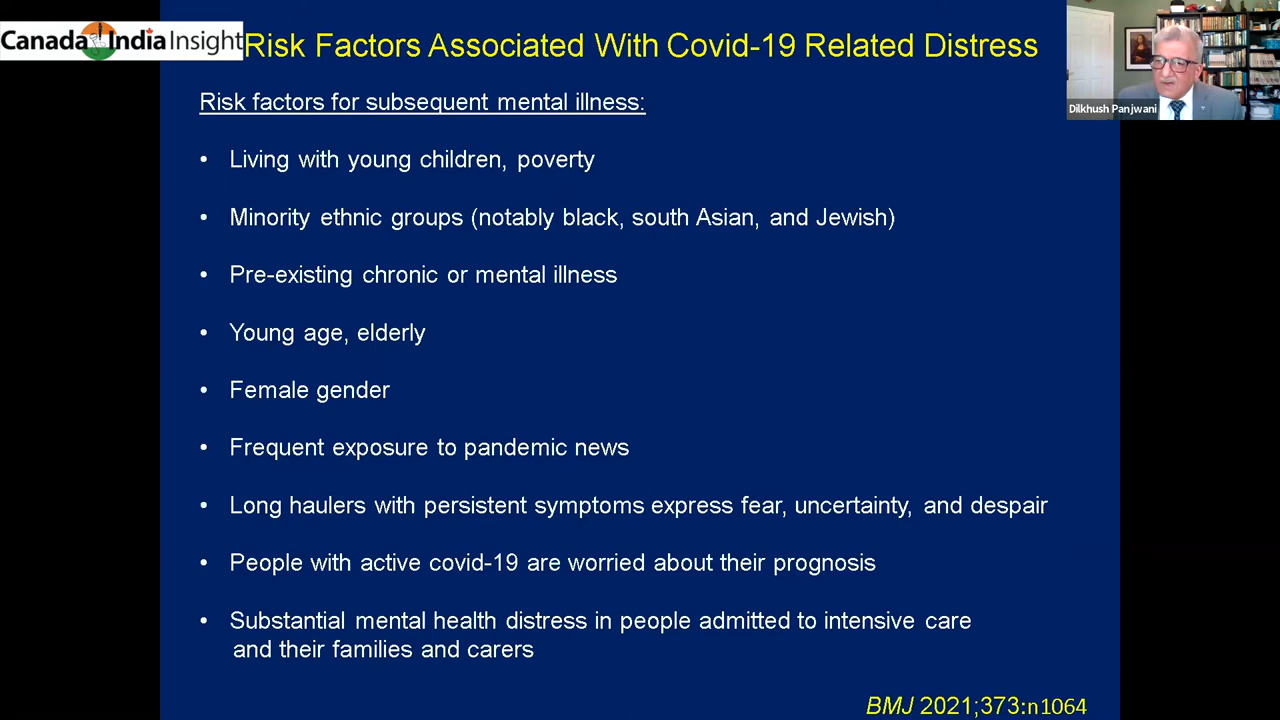 Canada India Insight
Risk Factors Associated With Covid-19 Related Distress
Dilkhush Panjwani
Risk factors for subsequent mental illness:
• Living with young children, poverty
• Minority ethnic groups (notably black, south Asian, and Jewish)
• Pre-existing chronic or mental illness
• Young age, elderly
• Female gender
• Frequent exposure to pandemic news
• Long haulers with persistent symptoms express fear, uncertainty, and despair
• People with active covid-19 are worried about their prognosis
• Substantial mental health distress in people admitted to intensive care
and their families and carers
BMJ 2021;373:n1064